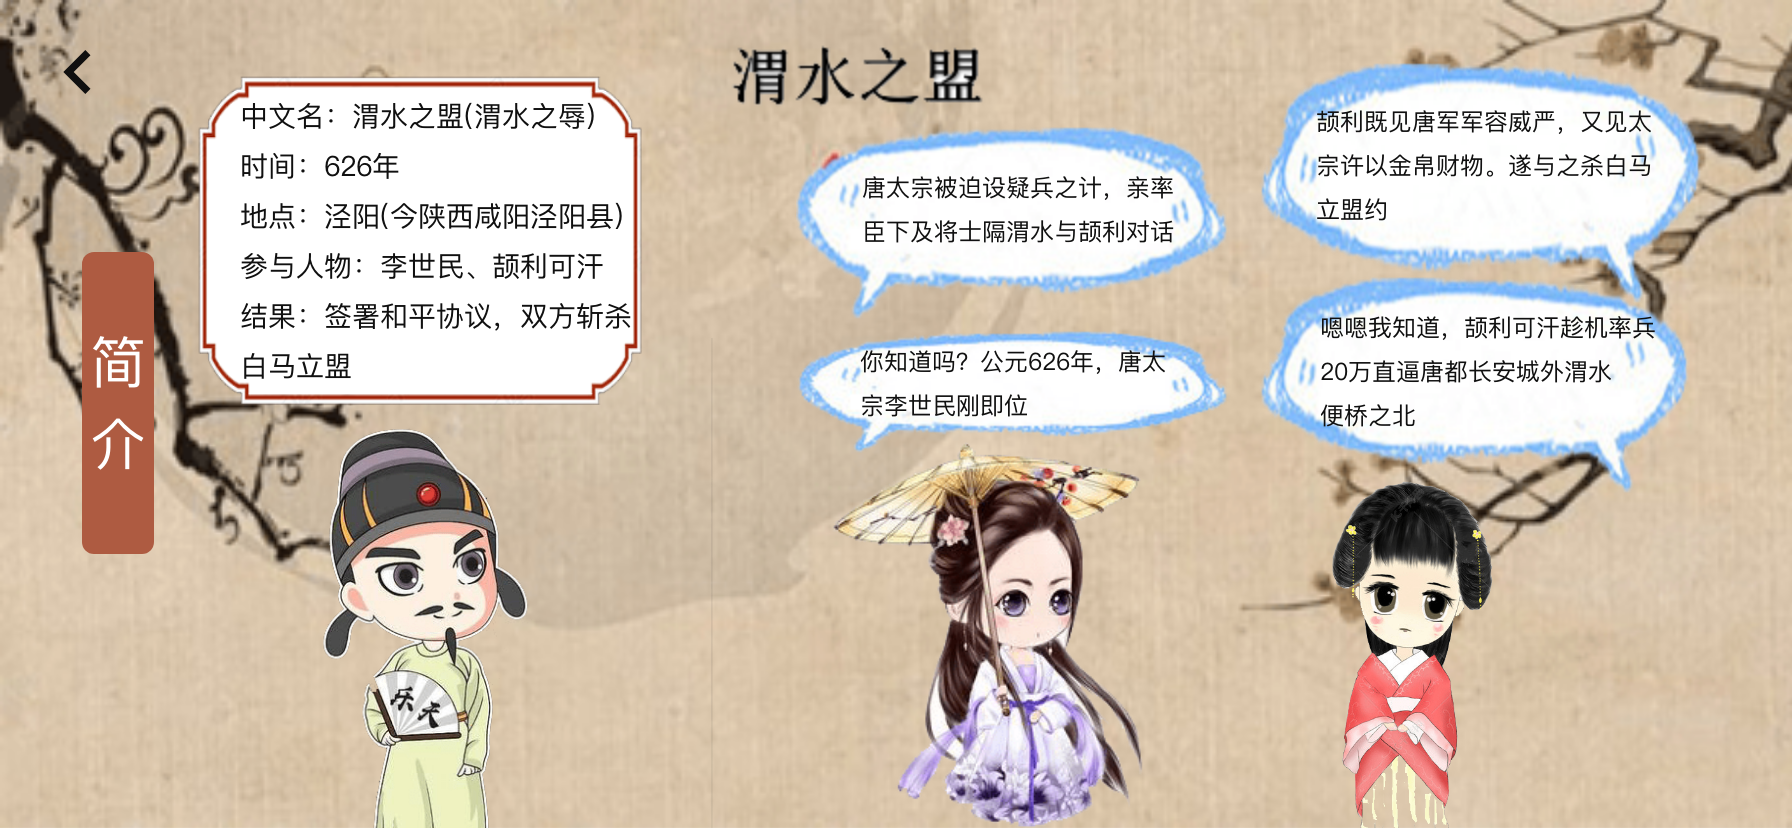 渭水之盟
中文名：渭水之盟(渭水之辱)
时间：626年
地点：泾阳(今陕西咸阳泾阳县)
参与人物：李世民、颉利可汗
结果：签署和平协议，双方斩杀
白马立盟
简
介
唐太宗被迫设疑兵之计，亲率
臣下及将士隔渭水与颉利对话
颉利既见唐军军容威严，又见太
宗许以金帛财物。遂与之杀白马
立盟约
你知道吗？公元626年，唐太
宗李世民刚即位
嗯嗯我知道，颉利可汗趁机率兵
20万直逼唐都长安城外渭水
便桥之北